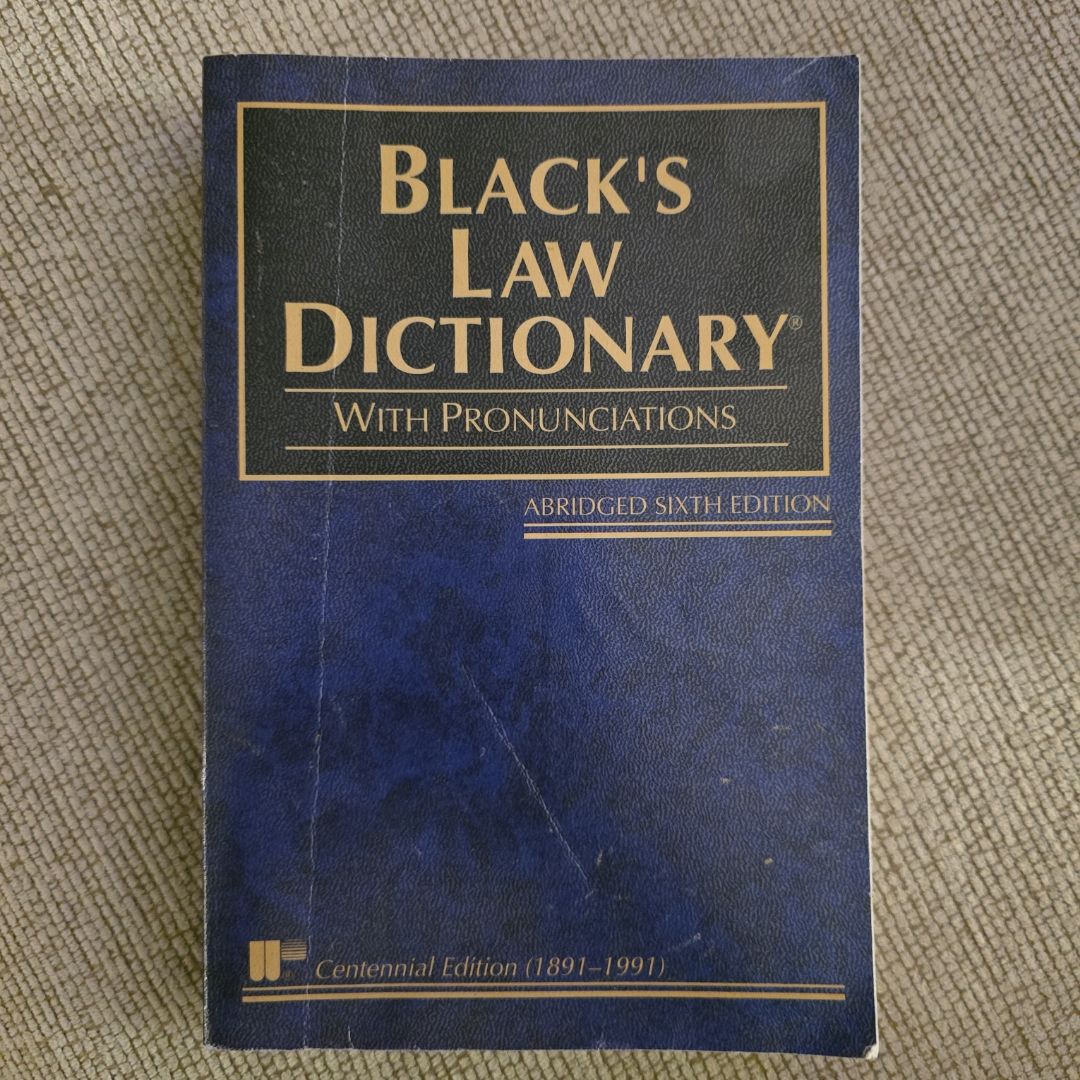 BLACK'S
LAW
DICTIONARY®
WITH PRONUNCIATIONS
ABRIDGED SIXTH EDITION
Centennial Edition (1891–1991)